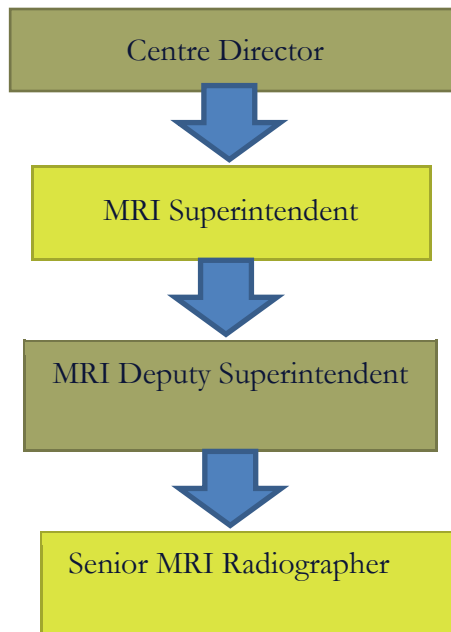 Centre Director
MRI Superintendent
MRI Deputy Superintendent
Senior MRI Radiographer